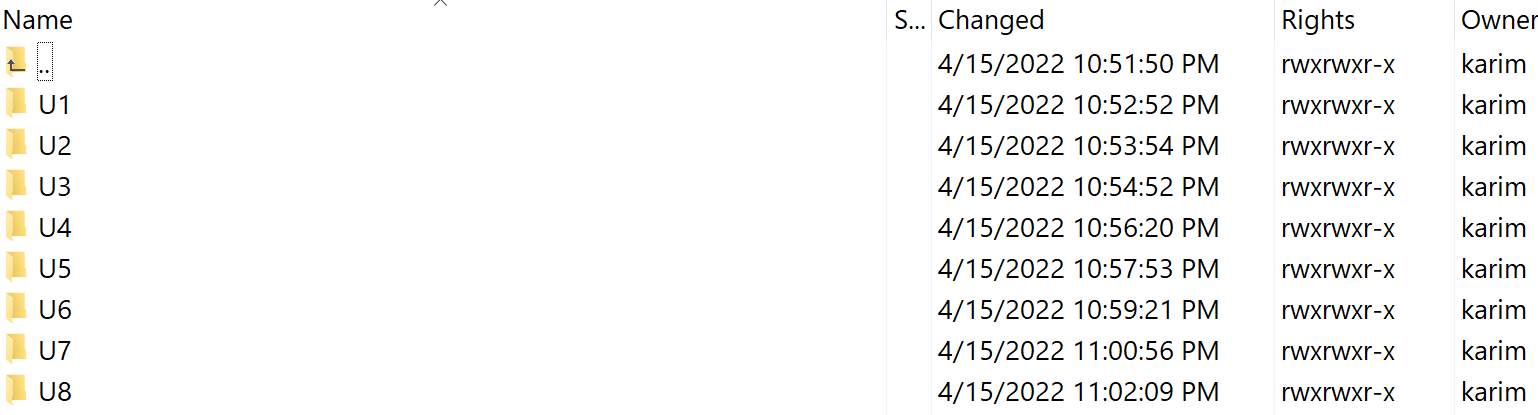 Name S... Changed Rights Owner
.. 4/15/2022 10:51:50 PM rwxrwxr-x karim
U1 4/15/2022 10:52:52 PM rwxrwxr-x karim
U2 4/15/2022 10:53:54 PM rwxrwxr-x karim
U3 4/15/2022 10:54:52 PM rwxrwxr-x karim
U4 4/15/2022 10:56:20 PM rwxrwxr-x karim
U5 4/15/2022 10:57:53 PM rwxrwxr-x karim
U6 4/15/2022 10:59:21 PM rwxrwxr-x karim
U7 4/15/2022 11:00:56 PM rwxrwxr-x karim
U8 4/15/2022 11:02:09 PM rwxrwxr-x karim